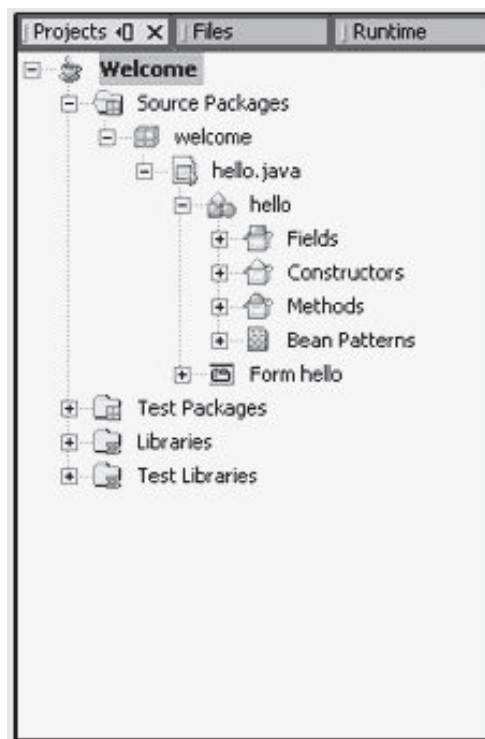 Projects Files Runtime
Welcome
Source Packages
welcome
hello.java
hello
Fields
Constructors
Methods
Bean Patterns
Form hello
Test Packages
Libraries
Test Libraries